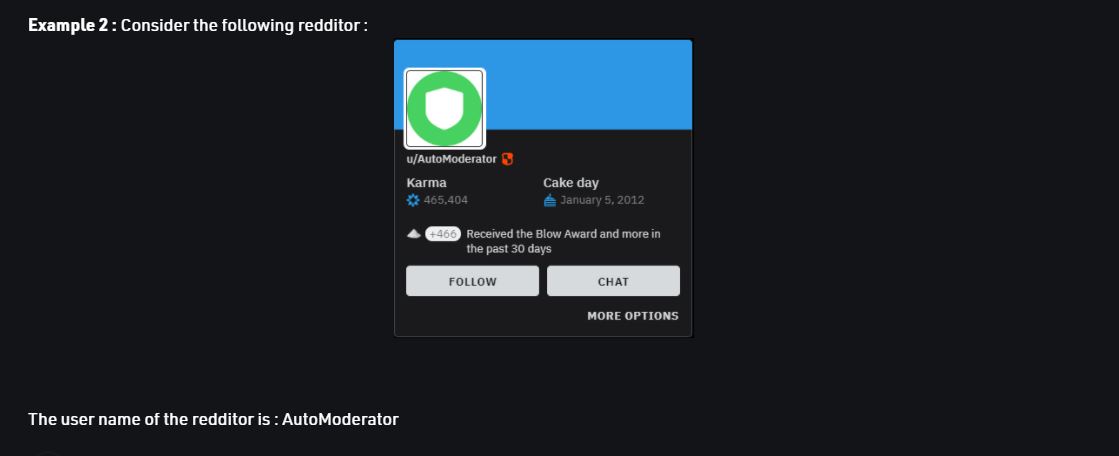 Example 2 : Consider the following redditor :
u/AutoModerator
Karma Cake day
465,404 January 5, 2012
+466 Received the Blow Award and more in
the past 30 days
FOLLOW CHAT
MORE OPTIONS
The user name of the redditor is : AutoModerator